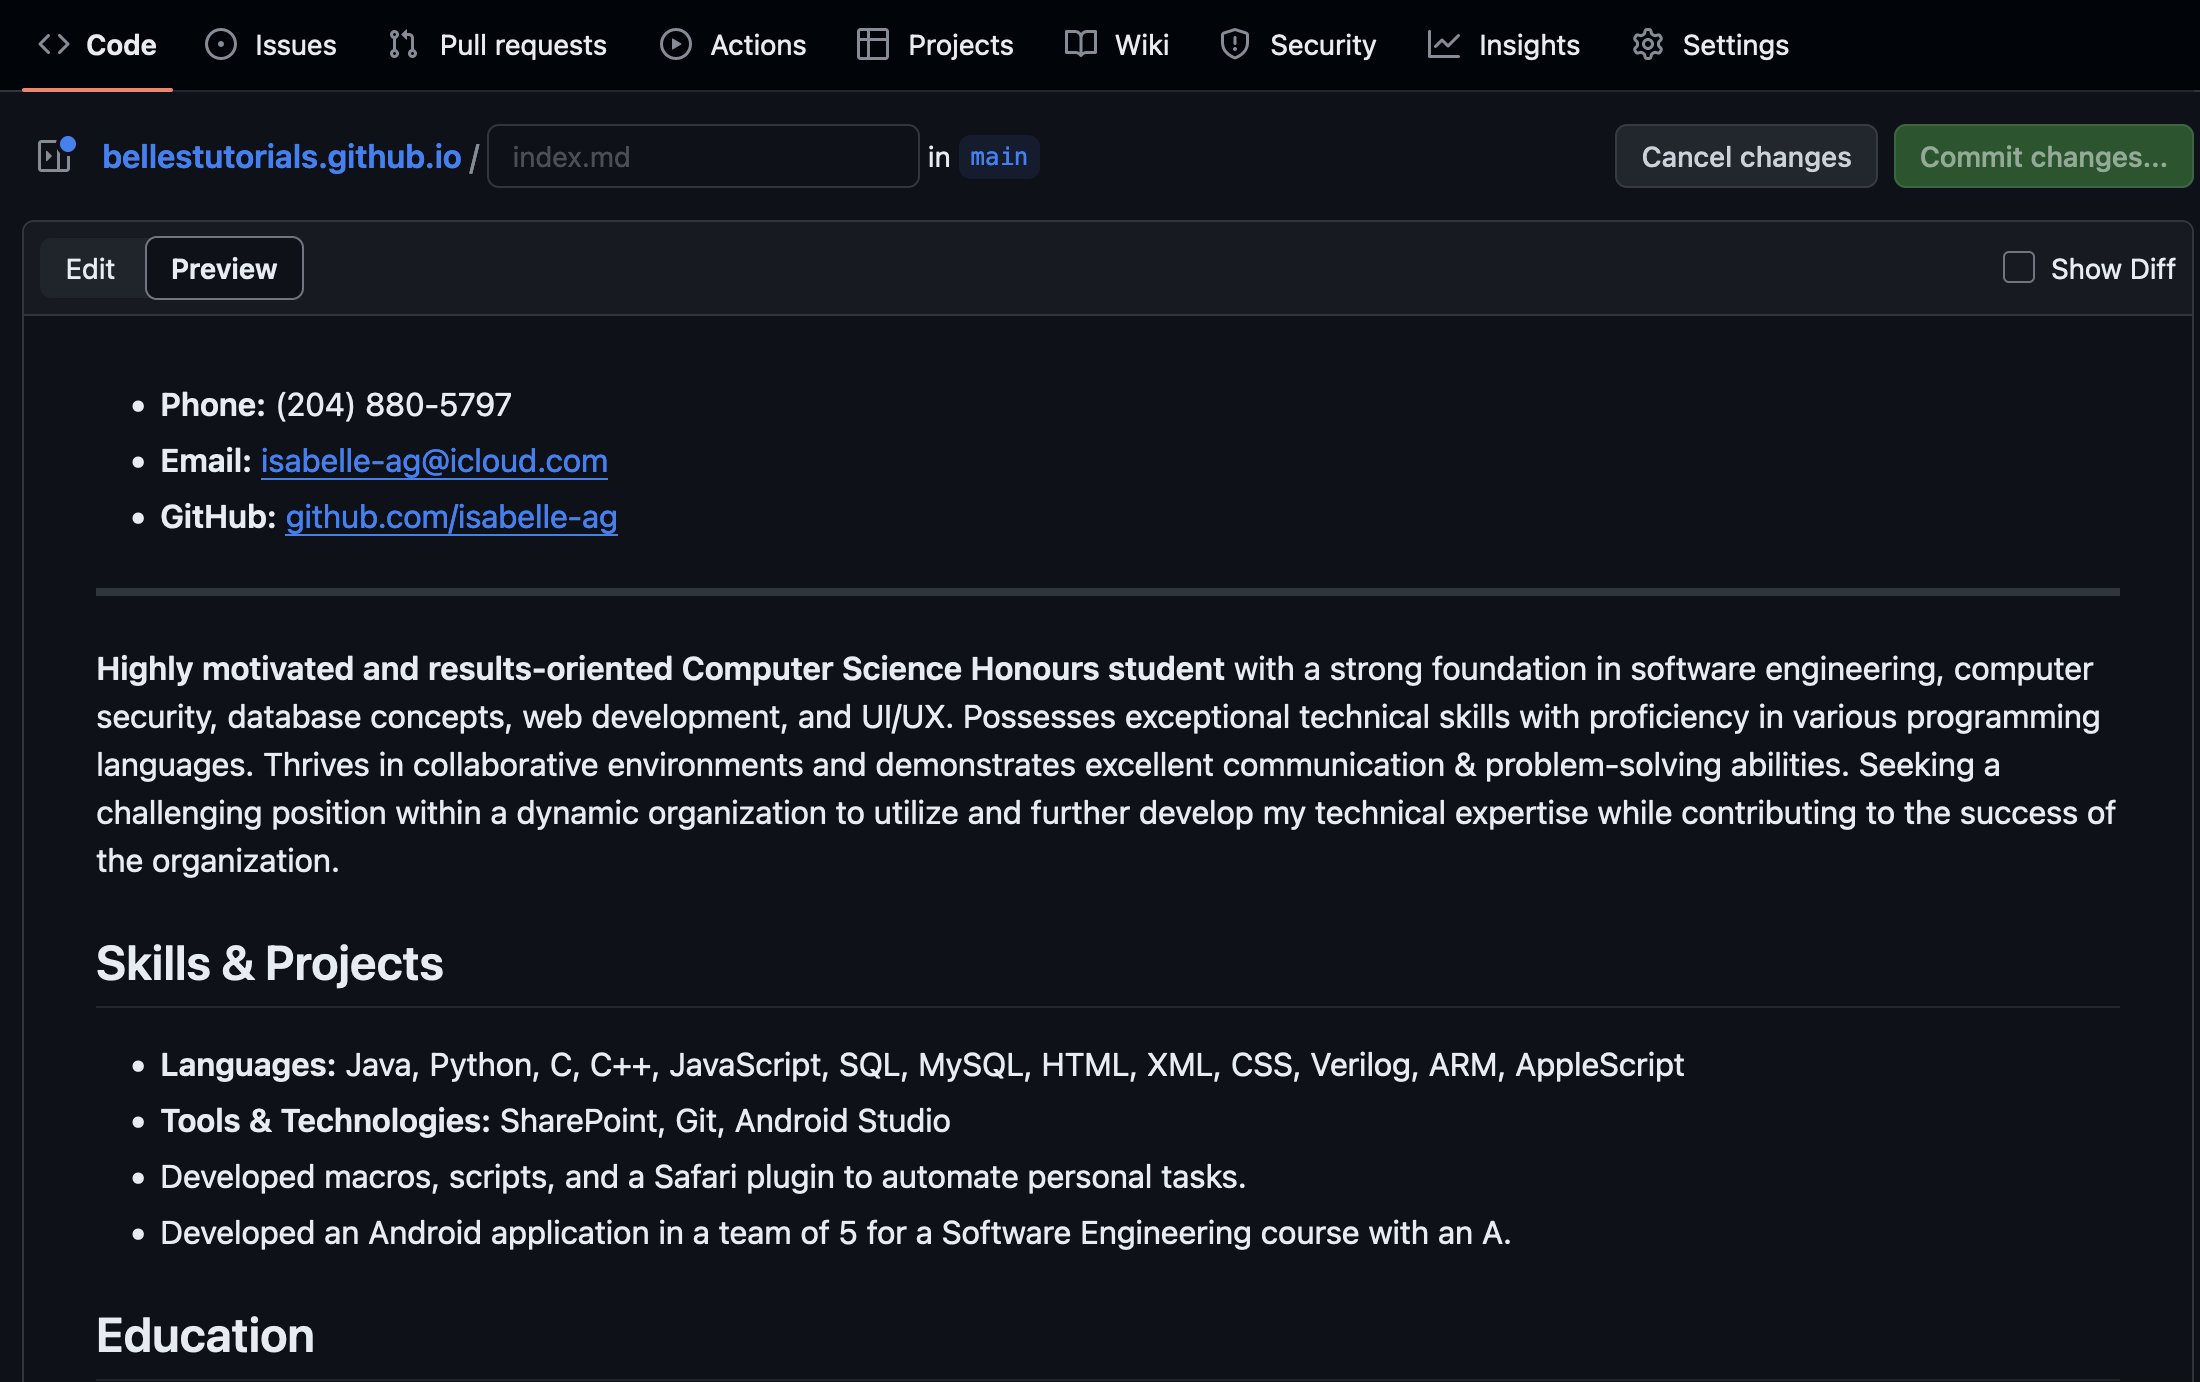 Code Issues Pull requests Actions Projects Wiki Security Insights Settings
bellestutorials.github.io / index.md in main Cancel changes Commit changes...
Edit Preview Show Diff
• Phone: (204) 880-5797
• Email: isabelle-ag@icloud.com
• GitHub: github.com/isabelle-ag
Highly motivated and results-oriented Computer Science Honours student with a strong foundation in software engineering, computer
security, database concepts, web development, and UI/UX. Possesses exceptional technical skills with proficiency in various programming
languages. Thrives in collaborative environments and demonstrates excellent communication & problem-solving abilities. Seeking a
challenging position within a dynamic organization to utilize and further develop my technical expertise while contributing to the success of
the organization.
Skills & Projects
• Languages: Java, Python, C, C++, JavaScript, SQL, MySQL, HTML, XML, CSS, Verilog, ARM, AppleScript
• Tools & Technologies: SharePoint, Git, Android Studio
• Developed macros, scripts, and a Safari plugin to automate personal tasks.
• Developed an Android application in a team of 5 for a Software Engineering course with an A.
Education